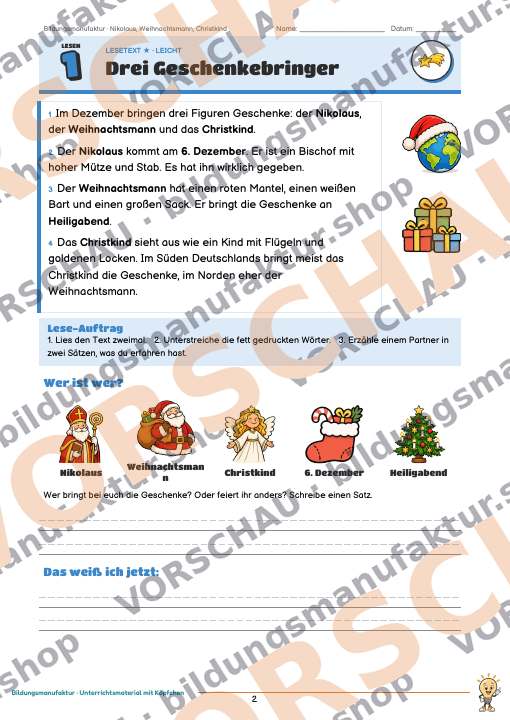 Bildungsmanufaktur · Nikolaus, Weihnachtsmann, Christkind Name: Datum:
LESEN
1
LESETEXT ★ · LEICHT
Drei Geschenkebringer
1 Im Dezember bringen drei Figuren Geschenke: der Nikolaus,
der Weihnachtsmann und das Christkind.
2 Der Nikolaus kommt am 6. Dezember. Er ist ein Bischof mit
hoher Mütze und Stab. Es hat ihn wirklich gegeben.
3 Der Weihnachtsmann hat einen roten Mantel, einen weißen
Bart und einen großen Sack. Er bringt die Geschenke an
Heiligabend.
4 Das Christkind sieht aus wie ein Kind mit Flügeln und
goldenen Locken. Im Süden Deutschlands bringt meist das
Christkind die Geschenke, im Norden eher der
Weihnachtsmann.
Lese-Auftrag
1. Lies den Text zweimal. 2. Unterstreiche die fett gedruckten Wörter. 3. Erzähle einem Partner in
zwei Sätzen, was du erfahren hast.
Wer ist wer?
Nikolaus
Weihnachtsman
n
Christkind
6. Dezember
Heiligabend
Wer bringt bei euch die Geschenke? Oder feiert ihr anders? Schreibe einen Satz.
Das weiß ich jetzt:
Bildungsmanufaktur · Unterrichtsmaterial mit Köpfchen
2
VORSCHAU · bildungsmanufaktur.shop
VORSCHAU